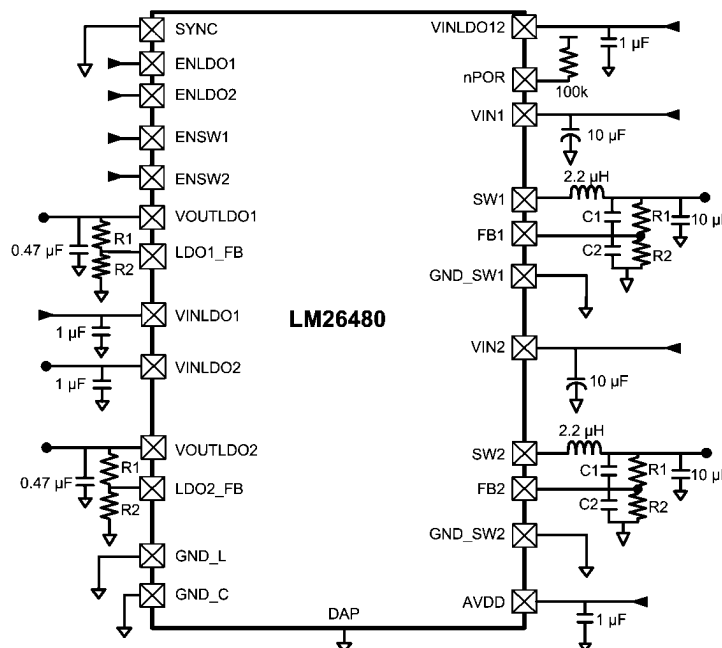 SYNC
ENLDO1
ENLDO2
ENSW1
ENSW2
VOUTLDO1
0.47 µF
R1
R2
LDO1_FB
VINLDO1
1 µF
VINLDO2
1 µF
VOUTLDO2
0.47 µF
R1
R2
LDO2_FB
GND_L
GND_C
LM26480
DAP
VINLDO12
1 µF
nPOR
100k
VIN1
10 µF
2.2 µH
SW1
C1
R1
10 µF
FB1
C2
R2
GND_SW1
VIN2
10 µF
2.2 µH
SW2
C1
R1
10 µF
FB2
C2
R2
GND_SW2
AVDD
1 µF